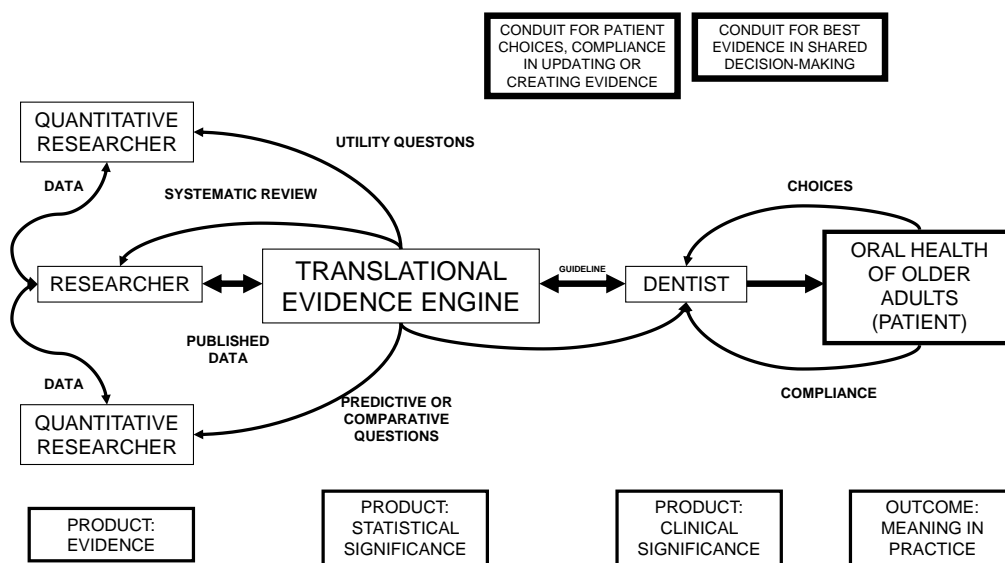 CONDUIT FOR PATIENT
CHOICES, COMPLIANCE
IN UPDATING OR
CREATING EVIDENCE
CONDUIT FOR BEST
EVIDENCE IN SHARED
DECISION-MAKING
QUANTITATIVE
RESEARCHER
UTILITY QUESTONS
DATA
SYSTEMATIC REVIEW
CHOICES
RESEARCHER
TRANSLATIONAL
EVIDENCE ENGINE
GUIDELINE
DENTIST
ORAL HEALTH
OF OLDER
ADULTS
(PATIENT)
PUBLISHED
DATA
DATA
PREDICTIVE OR
COMPARATIVE
QUESTIONS
COMPLIANCE
QUANTITATIVE
RESEARCHER
PRODUCT:
EVIDENCE
PRODUCT:
STATISTICAL
SIGNIFICANCE
PRODUCT:
CLINICAL
SIGNIFICANCE
OUTCOME:
MEANING IN
PRACTICE